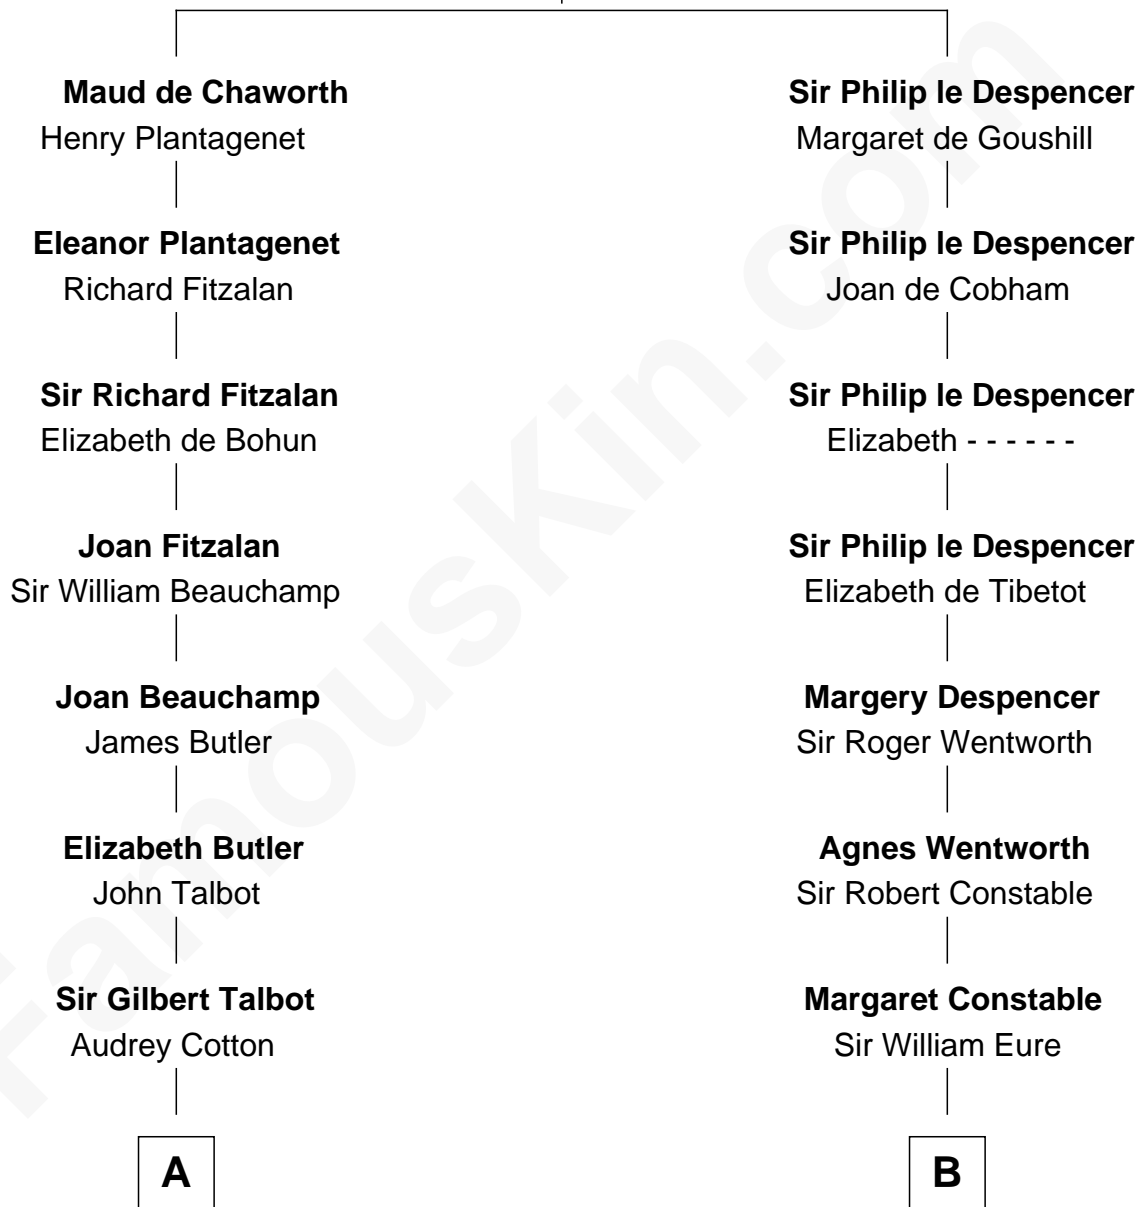 Maud de Chaworth
Henry Plantagenet
Eleanor Plantagenet
Richard Fitzalan
Sir Richard Fitzalan
Elizabeth de Bohun
Joan Fitzalan
Sir William Beauchamp
Joan Beauchamp
James Butler
Elizabeth Butler
John Talbot
Sir Gilbert Talbot
Audrey Cotton
A
Sir Philip le Despencer
Margaret de Goushill
Sir Philip le Despencer
Joan de Cobham
Sir Philip le Despencer
Elizabeth - - - - - -
Sir Philip le Despencer
Elizabeth de Tibetot
Margery Despencer
Sir Roger Wentworth
Agnes Wentworth
Sir Robert Constable
Margaret Constable
Sir William Eure
B
FamousKin.com